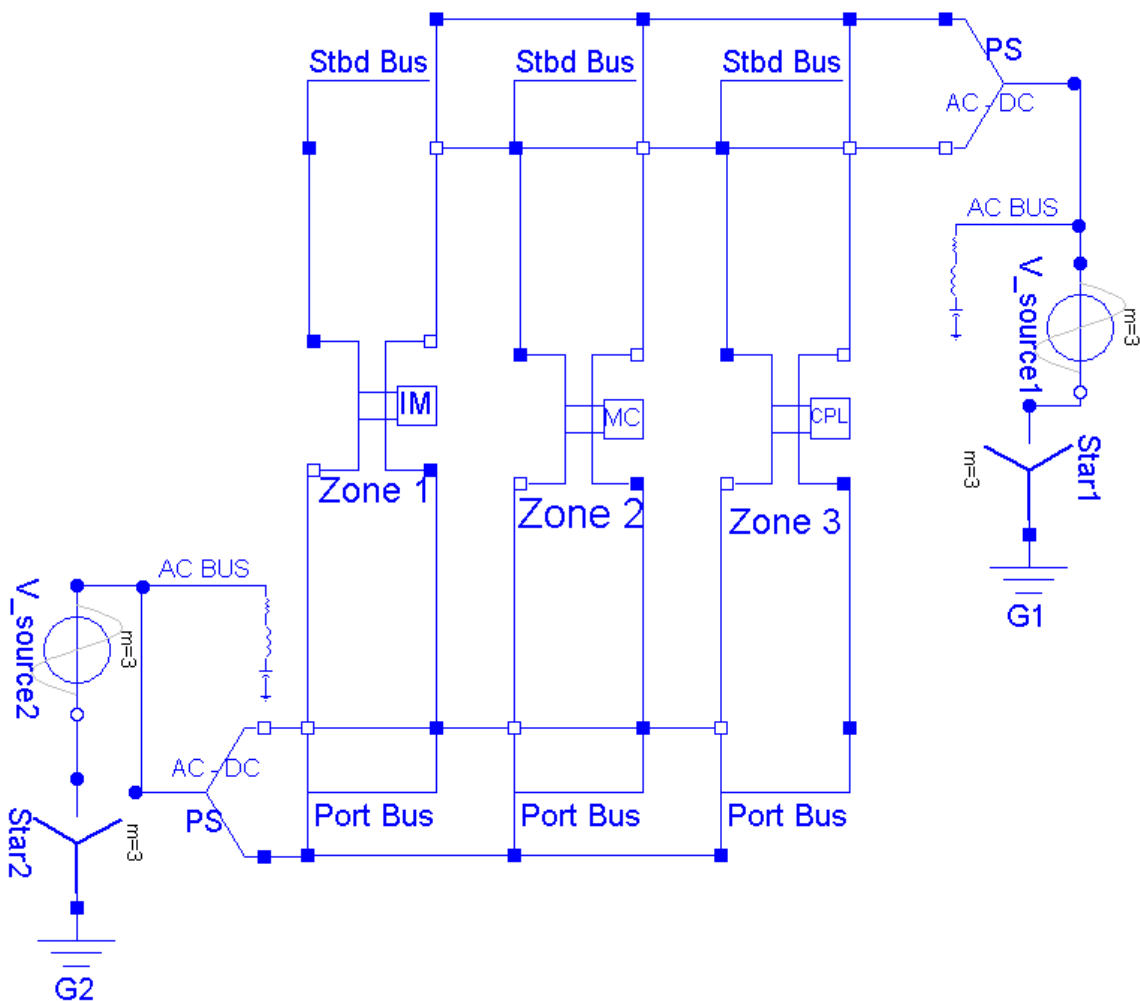 PS
Stbd Bus
Stbd Bus
Stbd Bus
AC - DC
AC BUS
V_source1
m=3
IM
MC
CPL
Star1
m=3
Zone 1
Zone 2
Zone 3
G1
AC BUS
V_source2
m=3
AC - DC
PS
Port Bus
Port Bus
Port Bus
Star2
m=3
G2